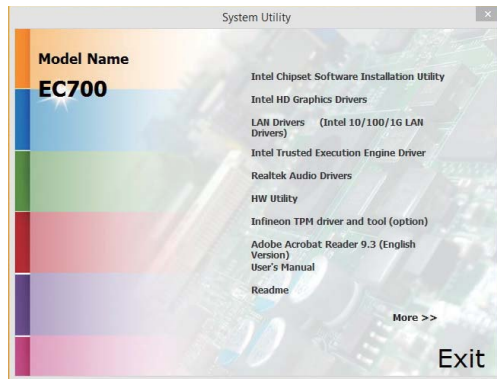 System Utility
×
Model Name
EC700
Intel Chipset Software Installation Utility
Intel HD Graphics Drivers
LAN Drivers (Intel 10/100/1G LAN
Drivers)
Intel Trusted Execution Engine Driver
Realtek Audio Drivers
HW Utility
Infineon TPM driver and tool (option)
Adobe Acrobat Reader 9.3 (English
Version)
User's Manual
Readme
More >>
Exit